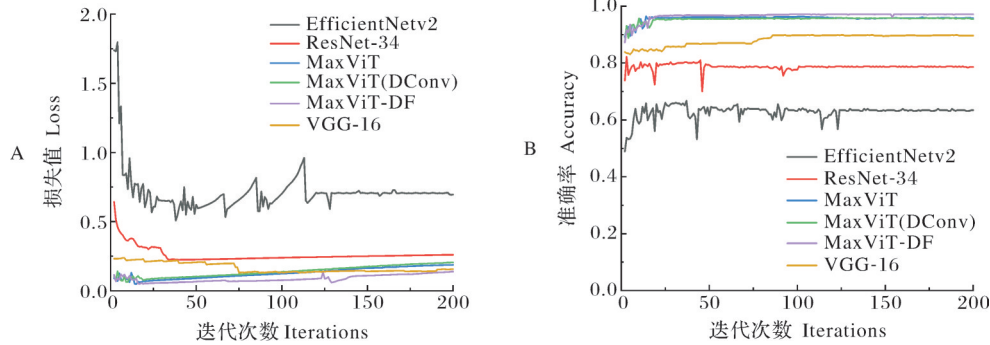 A
损失值 Loss
2.0
1.5
1.0
0.5
0.0
0
50
100
150
200
迭代次数 Iterations
EfficientNetv2
ResNet-34
MaxViT
MaxViT(DConv)
MaxViT-DF
VGG-16
B
准确率 Accuracy
1.0
0.8
0.6
0.4
0.2
0.0
0
50
100
150
200
迭代次数 Iterations
EfficientNetv2
ResNet-34
MaxViT
MaxViT(DConv)
MaxViT-DF
VGG-16